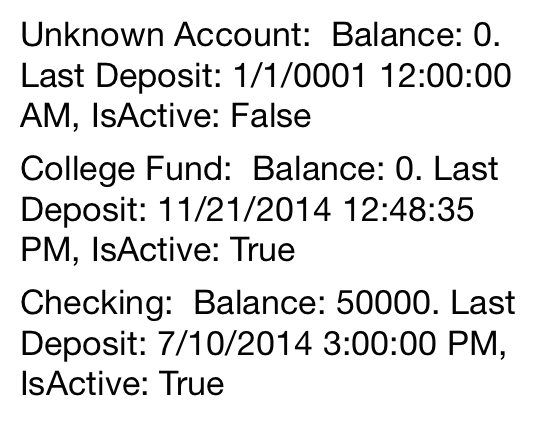 Unknown Account:  Balance: 0.
Last Deposit: 1/1/0001 12:00:00
AM, IsActive: False
College Fund:  Balance: 0. Last
Deposit: 11/21/2014 12:48:35
PM, IsActive: True
Checking:  Balance: 50000. Last
Deposit: 7/10/2014 3:00:00 PM,
IsActive: True